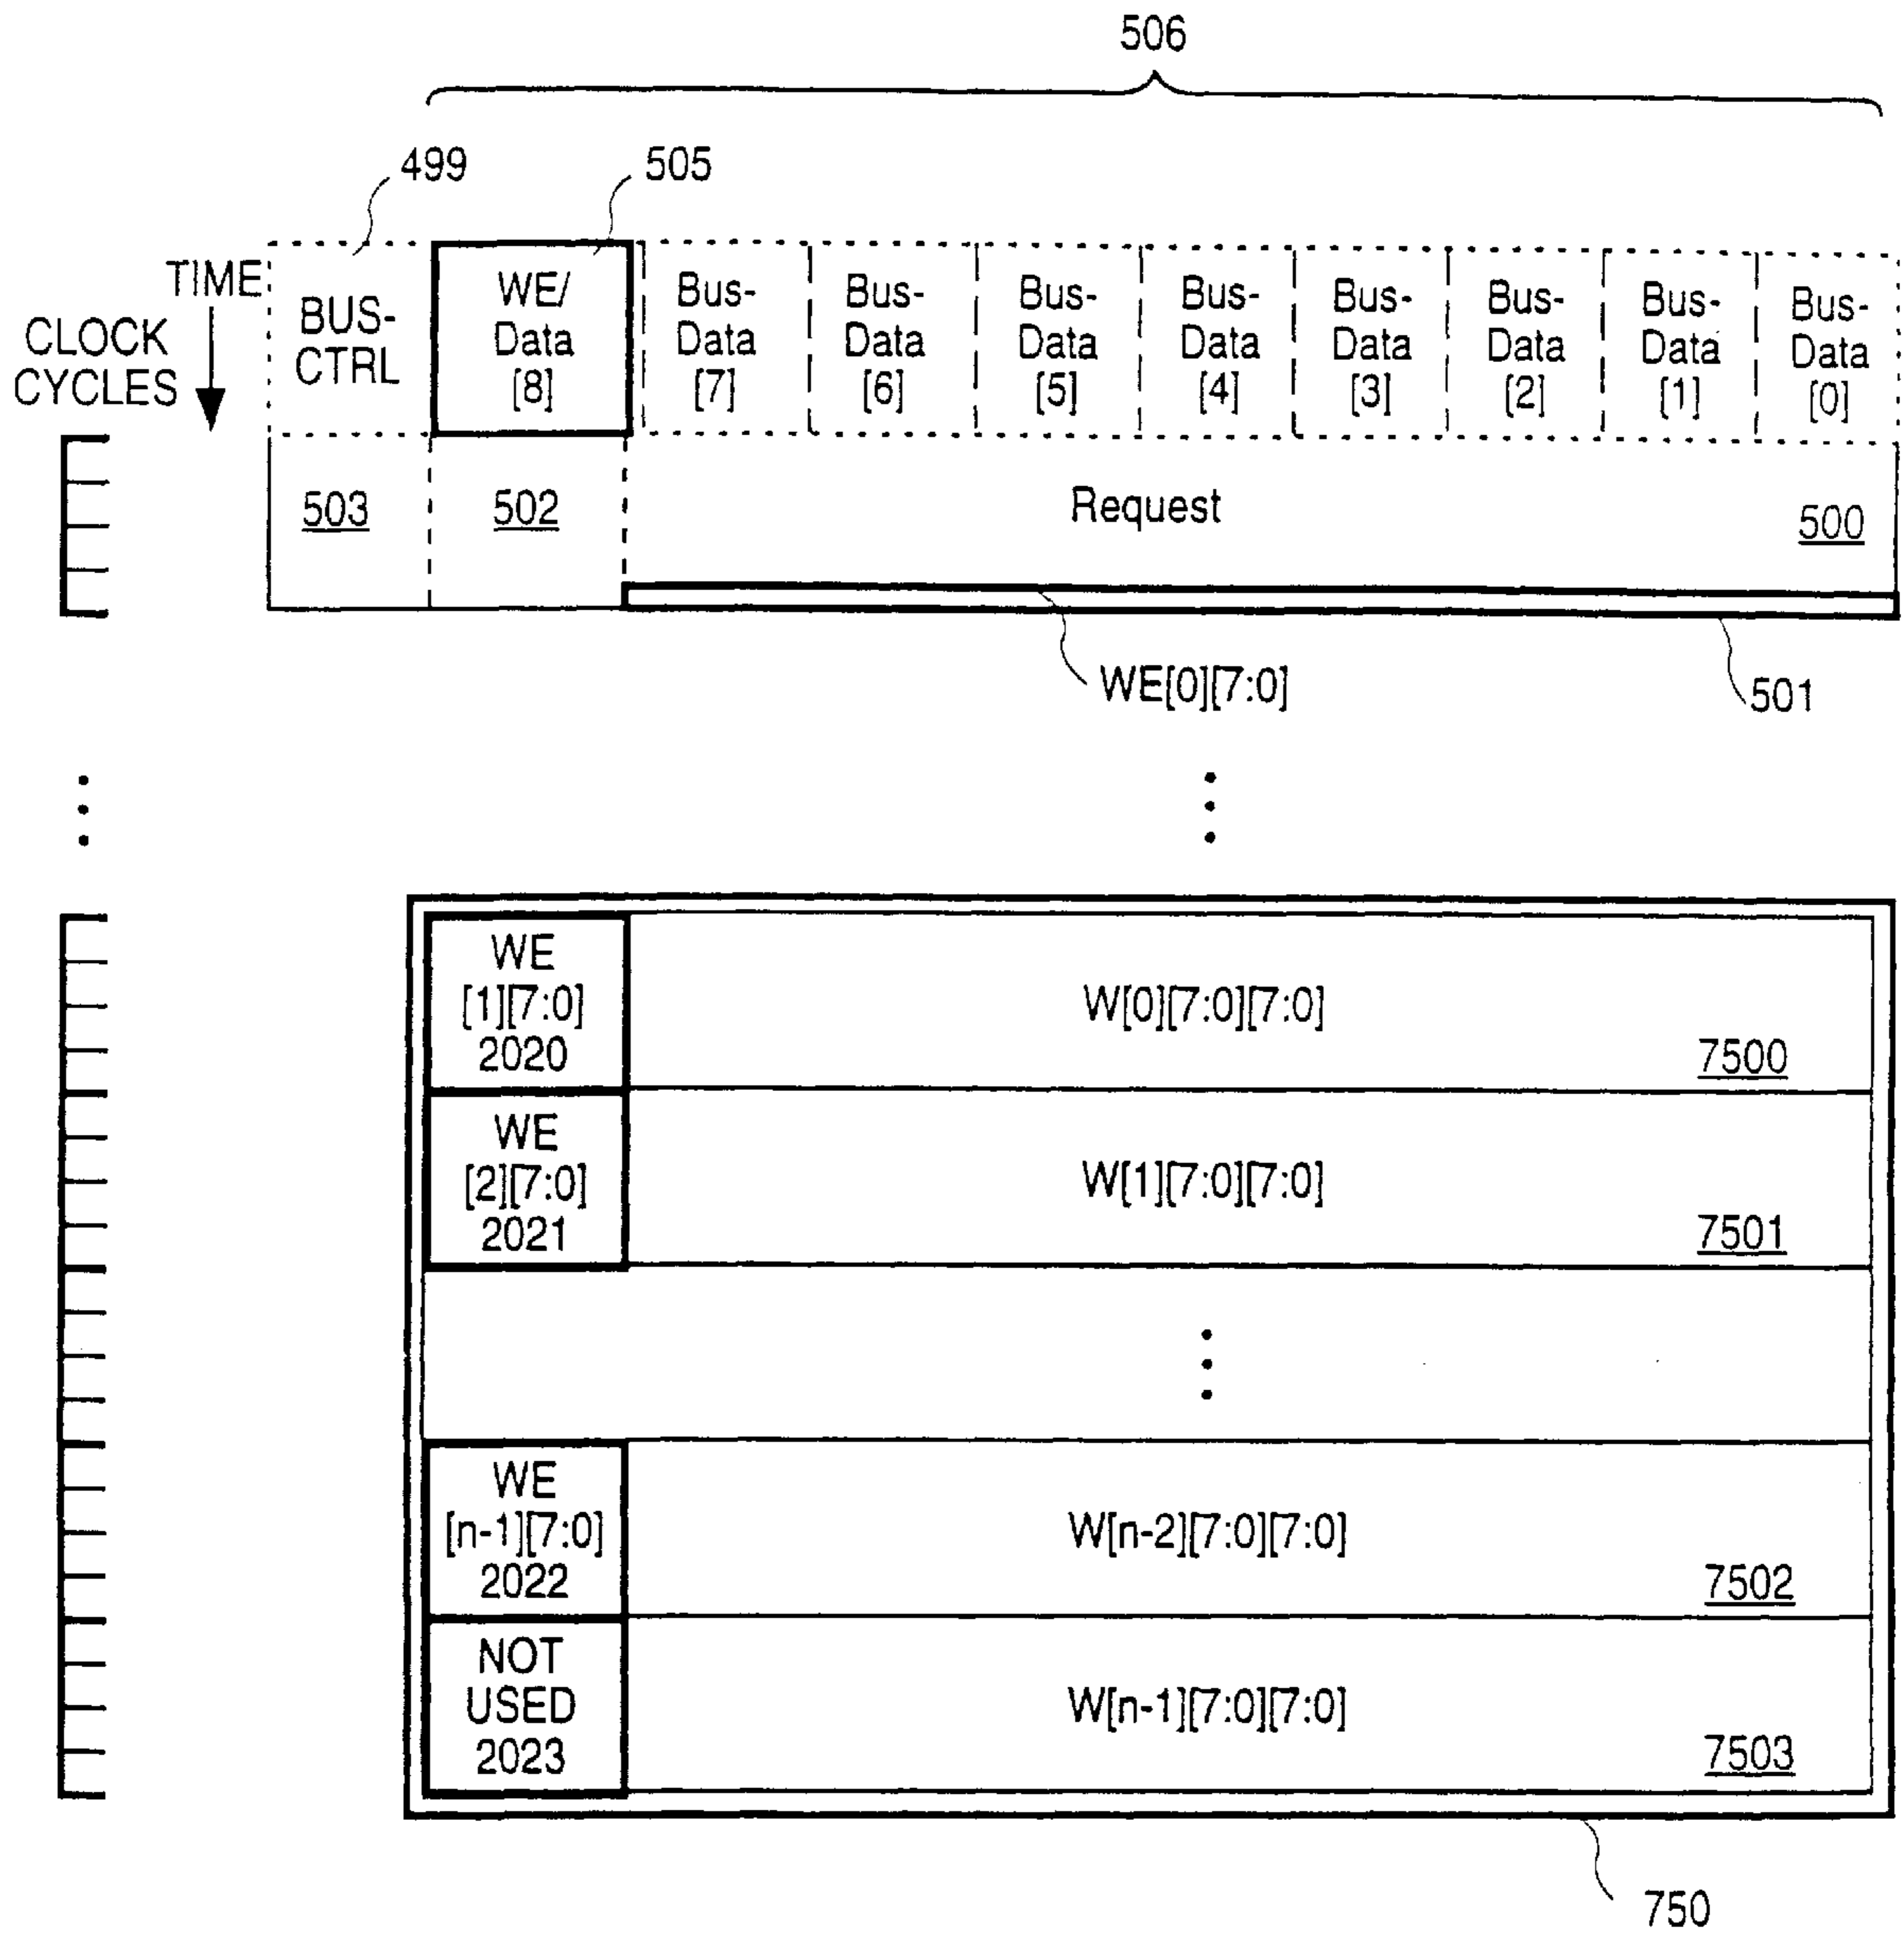 506
499
505
TIME
CLOCK
CYCLES
BUS-
CTRL
WE/
Data
[8]
Bus-
Data
[7]
Bus-
Data
[6]
Bus-
Data
[5]
Bus-
Data
[4]
Bus-
Data
[3]
Bus-
Data
[2]
Bus-
Data
[1]
Bus-
Data
[0]
503
502
Request
500
WE[0][7:0]
501
WE
[1][7:0]
2020
W[0][7:0][7:0]
7500
WE
[2][7:0]
2021
W[1][7:0][7:0]
7501
WE
[n-1][7:0]
2022
W[n-2][7:0][7:0]
7502
NOT
USED
2023
W[n-1][7:0][7:0]
7503
750